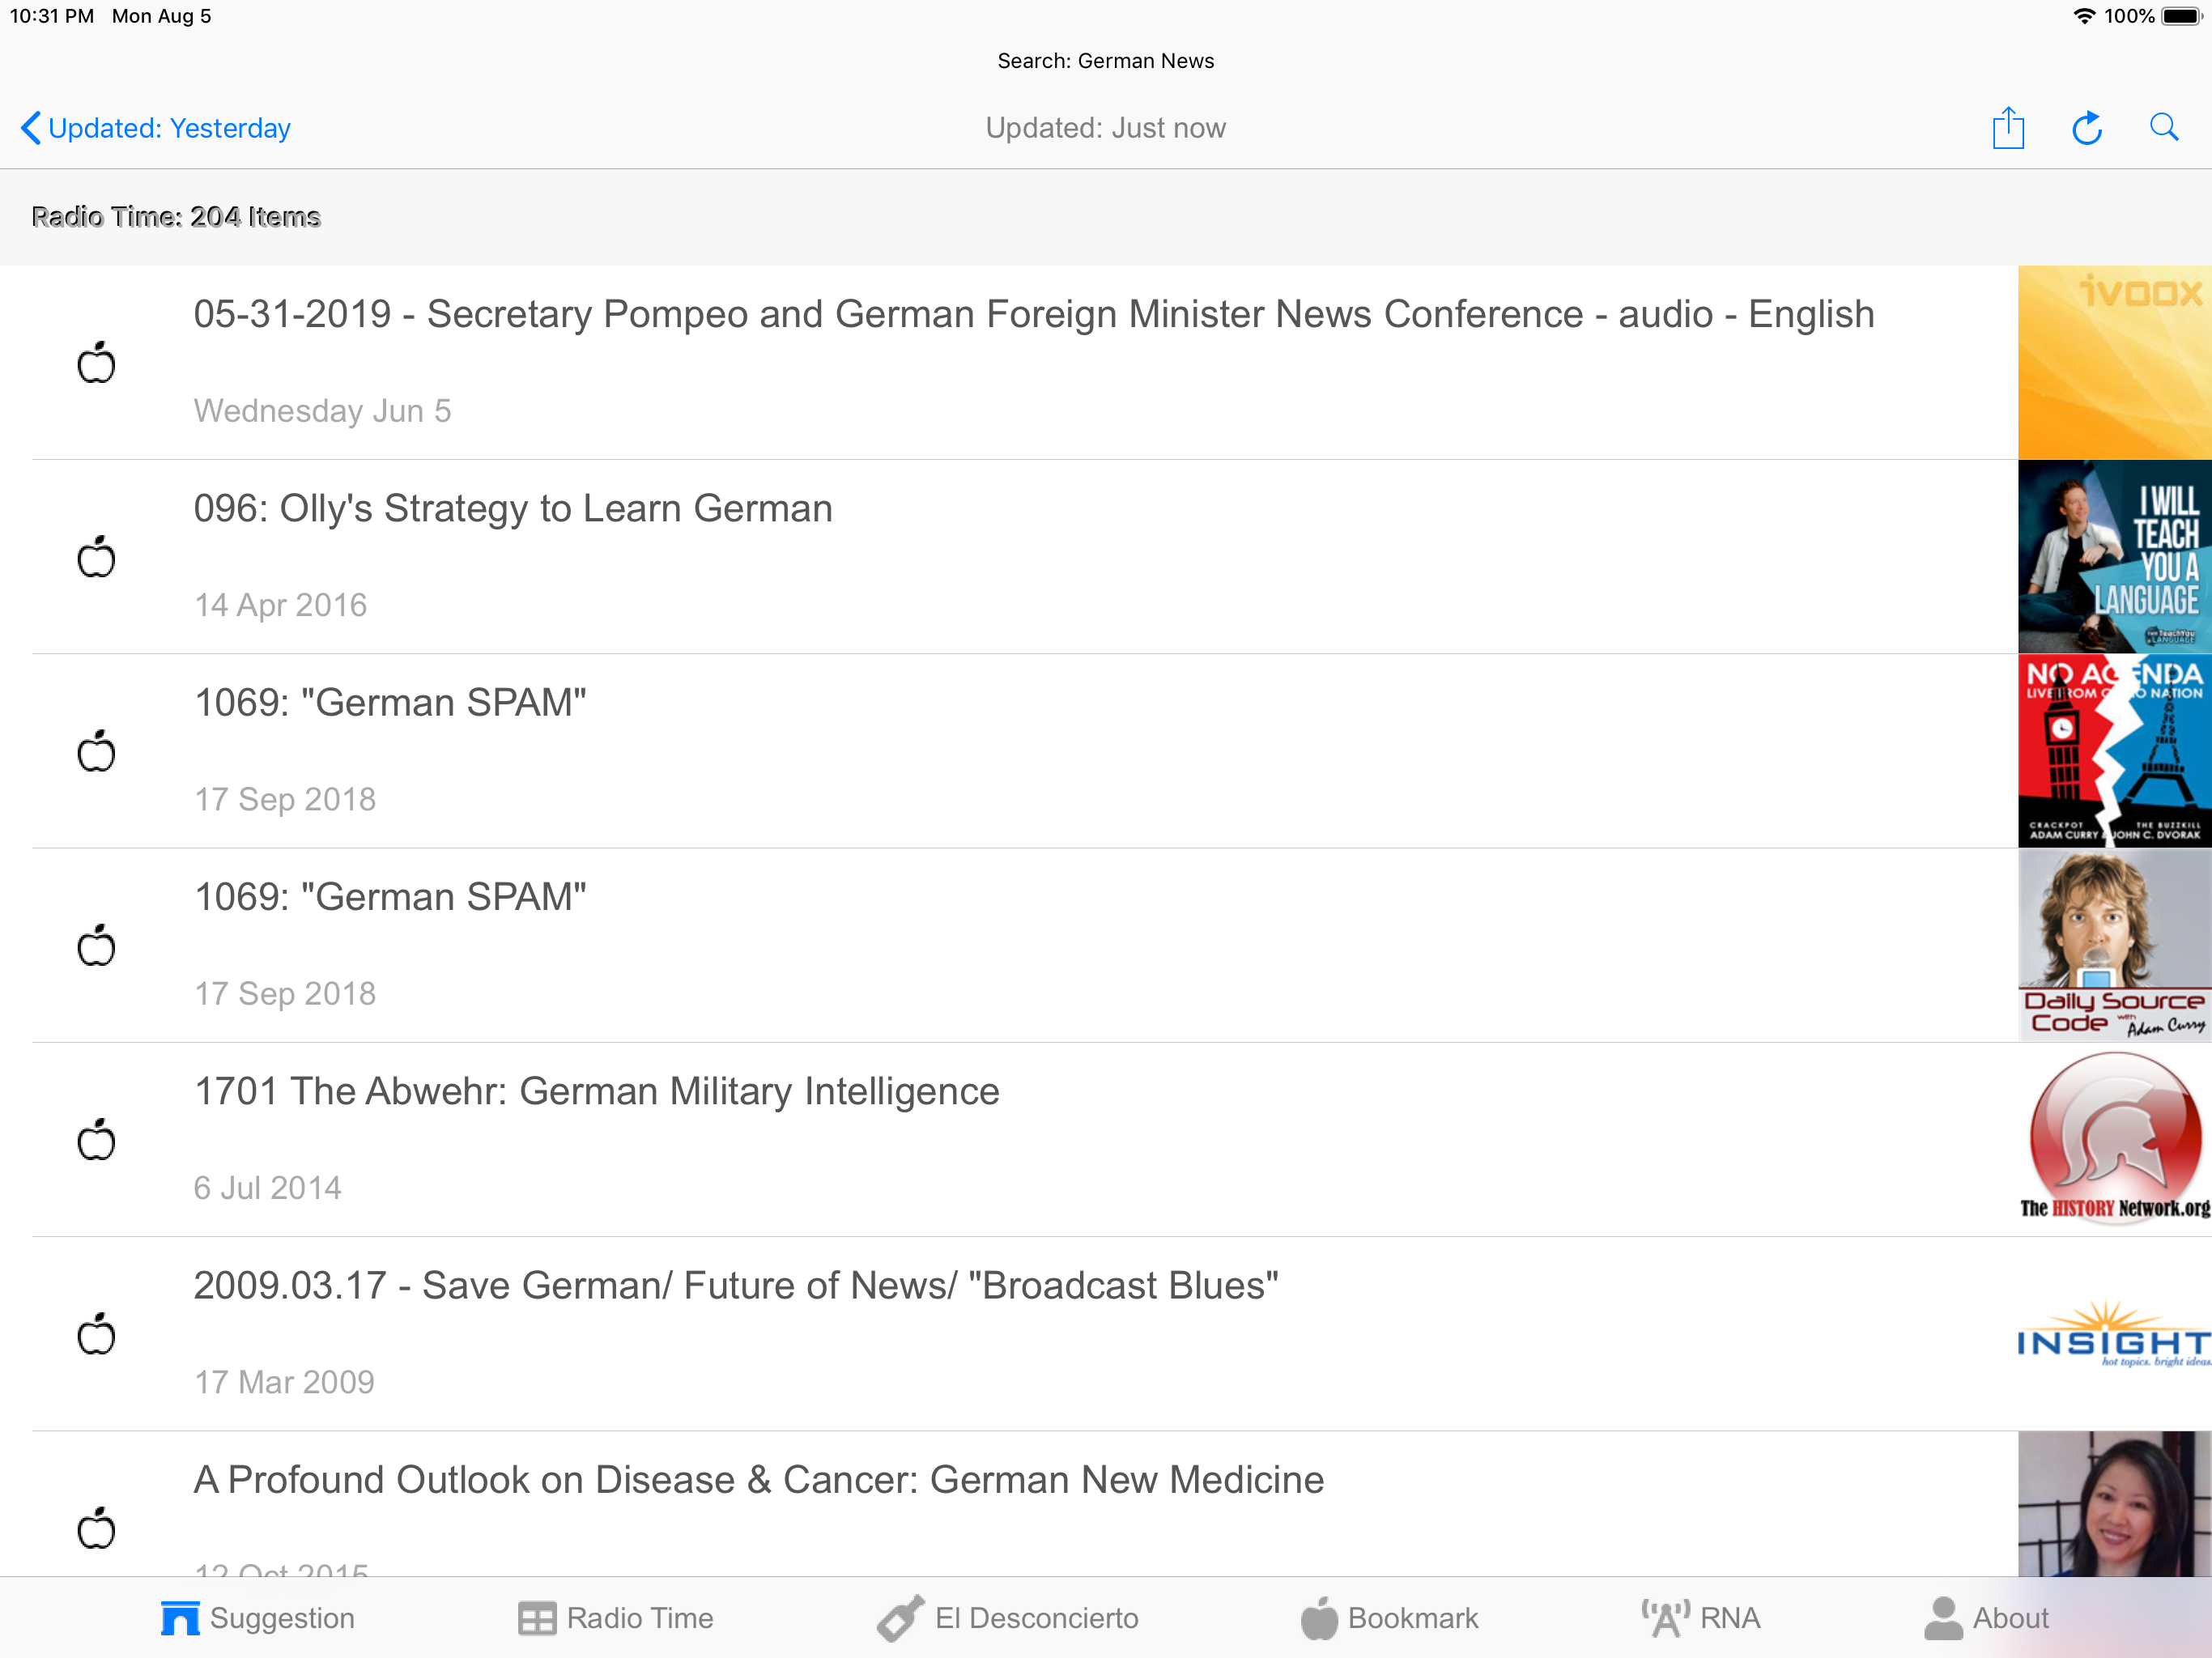 10:31 PM Mon Aug 5
100%
Search: German News
Updated: Yesterday
Updated: Just now
Radio Time: 204 Items
05-31-2019 - Secretary Pompeo and German Foreign Minister News Conference - audio - English
Wednesday Jun 5
ivoox
096: Olly's Strategy to Learn German
14 Apr 2016
I WILL
TEACH
YOU A
LANGUAGE
1069: "German SPAM"
17 Sep 2018
NO AGENDA
CRACKPOT
THE BUZZKILL
ADAM CURRY & JOHN C. DVORAK
1069: "German SPAM"
17 Sep 2018
Daily Source
Code with Adam Curry
1701 The Abwehr: German Military Intelligence
6 Jul 2014
The HISTORY Network.org
2009.03.17 - Save German/ Future of News/ "Broadcast Blues"
17 Mar 2009
INSIGHT
hot topics. bright ideas.
A Profound Outlook on Disease & Cancer: German New Medicine
12 Oct 2015
Suggestion
Radio Time
El Desconcierto
Bookmark
RNA
About